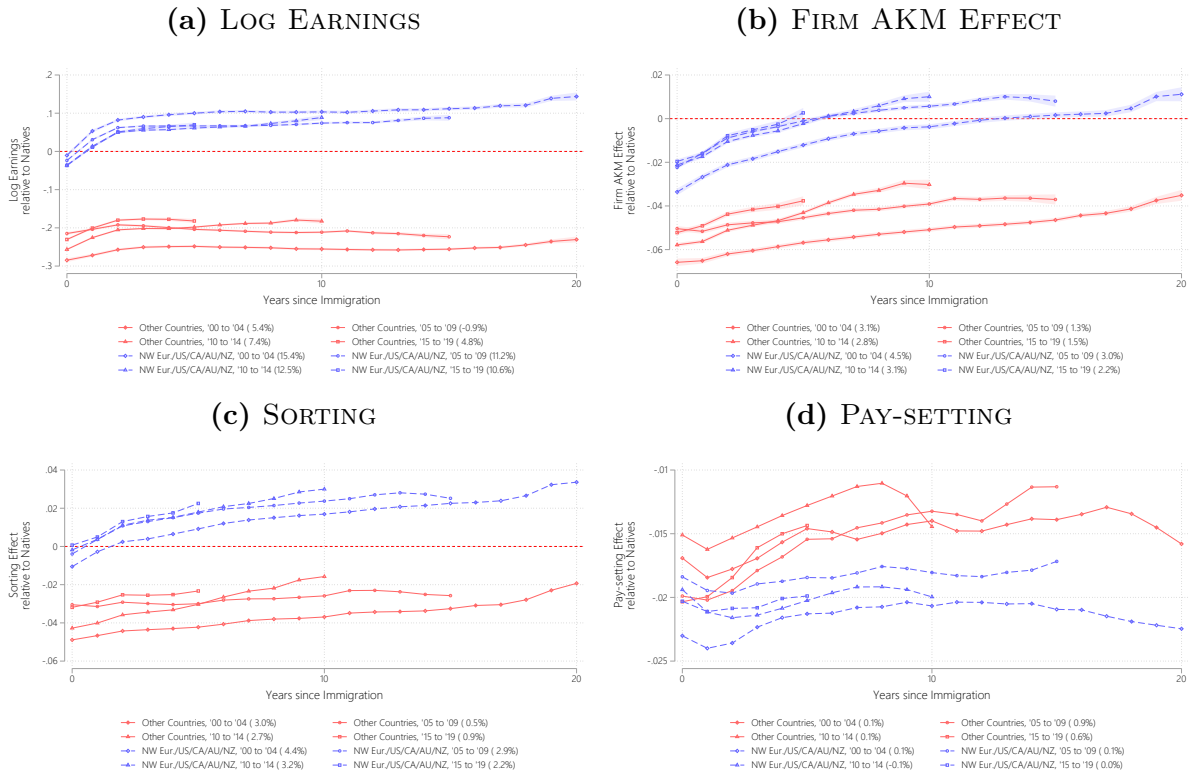 (a) LOG EARNINGS
Log Earnings
relative to Natives
.2
.1
0
-.1
-.2
-.3
0
10
20
Years since Immigration
Other Countries, '00 to '04 ( 5.4%)
Other Countries, '05 to '09 (-0.9%)
Other Countries, '10 to '14 ( 7.4%)
Other Countries, '15 to '19 ( 4.8%)
NW Eur./US/CA/AU/NZ, '00 to '04 (15.4%)
NW Eur./US/CA/AU/NZ, '05 to '09 (11.2%)
NW Eur./US/CA/AU/NZ, '10 to '14 (12.5%)
NW Eur./US/CA/AU/NZ, '15 to '19 (10.6%)
(b) FIRM AKM EFFECT
Firm AKM Effect
relative to Natives
.02
0
-.02
-.04
-.06
0
10
20
Years since Immigration
Other Countries, '00 to '04 ( 3.1%)
Other Countries, '05 to '09 ( 1.3%)
Other Countries, '10 to '14 ( 2.8%)
Other Countries, '15 to '19 ( 1.5%)
NW Eur./US/CA/AU/NZ, '00 to '04 ( 4.5%)
NW Eur./US/CA/AU/NZ, '05 to '09 ( 3.0%)
NW Eur./US/CA/AU/NZ, '10 to '14 ( 3.1%)
NW Eur./US/CA/AU/NZ, '15 to '19 ( 2.2%)
(c) SORTING
Sorting Effect
relative to Natives
.04
.02
0
-.02
-.04
-.06
0
10
20
Years since Immigration
Other Countries, '00 to '04 ( 3.0%)
Other Countries, '05 to '09 ( 0.5%)
Other Countries, '10 to '14 ( 2.7%)
Other Countries, '15 to '19 ( 0.9%)
NW Eur./US/CA/AU/NZ, '00 to '04 ( 4.4%)
NW Eur./US/CA/AU/NZ, '05 to '09 ( 2.9%)
NW Eur./US/CA/AU/NZ, '10 to '14 ( 3.2%)
NW Eur./US/CA/AU/NZ, '15 to '19 ( 2.2%)
(d) PAY-SETTING
Pay-setting Effect
relative to Natives
-.01
-.015
-.02
-.025
0
10
20
Years since Immigration
Other Countries, '00 to '04 ( 0.1%)
Other Countries, '05 to '09 ( 0.9%)
Other Countries, '10 to '14 ( 0.1%)
Other Countries, '15 to '19 ( 0.6%)
NW Eur./US/CA/AU/NZ, '00 to '04 ( 0.1%)
NW Eur./US/CA/AU/NZ, '05 to '09 ( 0.1%)
NW Eur./US/CA/AU/NZ, '10 to '14 (-0.1%)
NW Eur./US/CA/AU/NZ, '15 to '19 ( 0.0%)